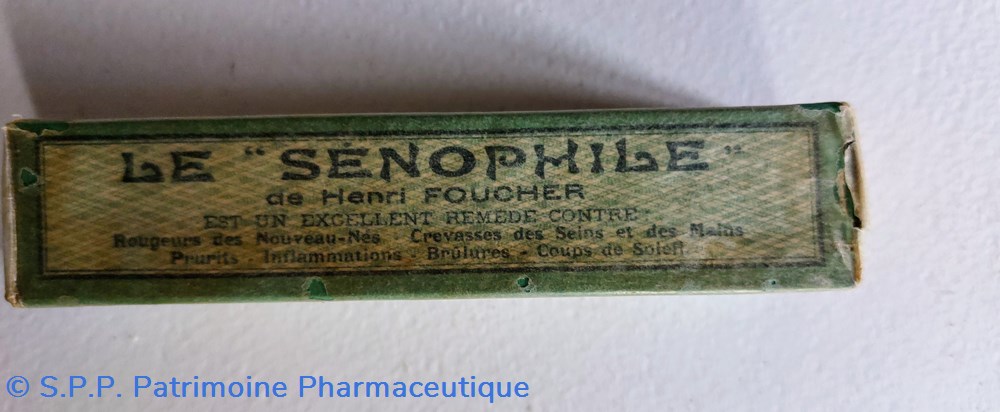 LE "SÉNOPHILE"
de Henri FOUCHER
EST UN EXCELLENT REMÈDE CONTRE:
Rougeurs des Nouveau-Nés - Crevasses des Seins et des Mains
Prurits - Inflammations - Brûlures - Coups de Soleil
© S.P.P. Patrimoine Pharmaceutique